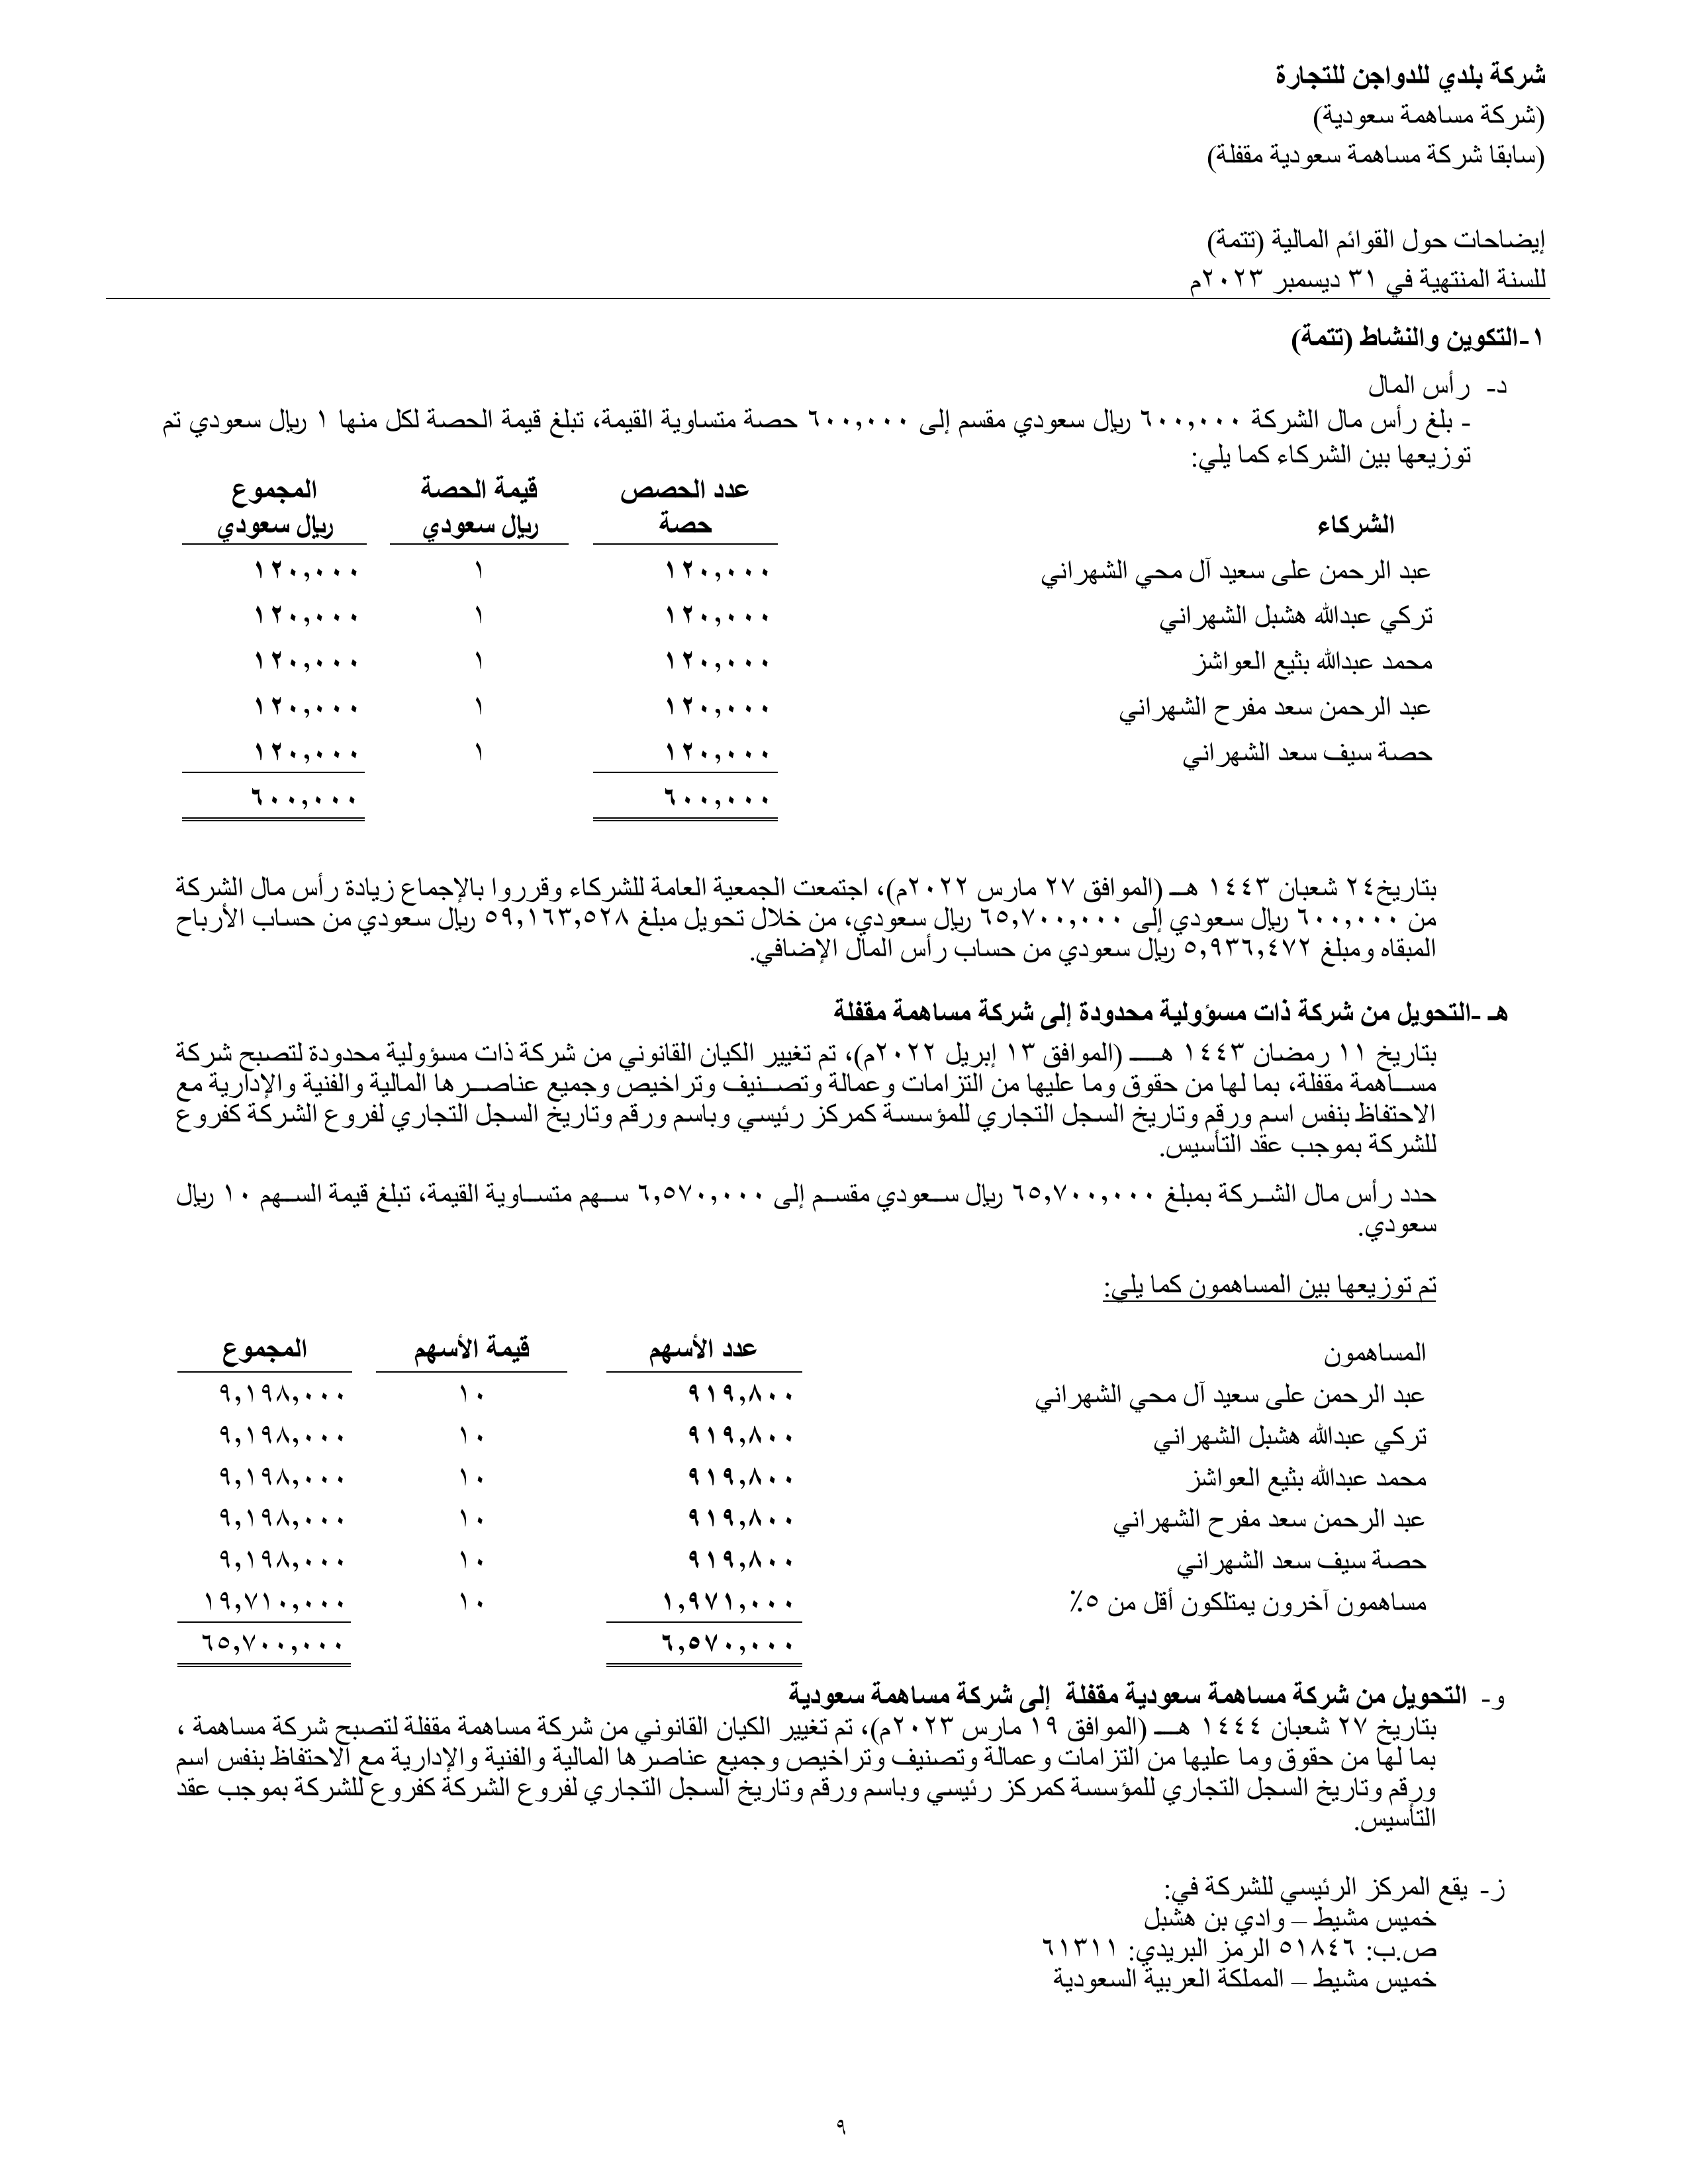 شركة بلدي للدواجن للتجارة
(شركة مساهمة سعودية)
(سابقا شركة مساهمة سعودية مقفلة)
إيضاحات حول القوائم المالية (تتمة)
للسنة المنتهية في ٣١ ديسمبر ٢٠٢٣م
١-التكوين والنشاط (تتمة)
د- رأس المال
- بلغ رأس مال الشركة ٦٠٠,٠٠٠ ريال سعودي مقسم إلى ٦٠٠,٠٠٠ حصة متساوية القيمة، تبلغ قيمة الحصة لكل منها ١ ريال سعودي تم
توزيعها بين الشركاء كما يلي:
عدد الحصص قيمة الحصة المجموع
الشركاء حصة ريال سعودي ريال سعودي
عبد الرحمن على سعيد آل محي الشهراني ١٢٠,٠٠٠ ١ ١٢٠,٠٠٠
تركي عبدالله هشبل الشهراني ١٢٠,٠٠٠ ١ ١٢٠,٠٠٠
محمد عبدالله بثيع العواشز ١٢٠,٠٠٠ ١ ١٢٠,٠٠٠
عبد الرحمن سعد مفرح الشهراني ١٢٠,٠٠٠ ١ ١٢٠,٠٠٠
حصة سيف سعد الشهراني ١٢٠,٠٠٠ ١ ١٢٠,٠٠٠
٦٠٠,٠٠٠ ٦٠٠,٠٠٠
بتاريخ٢٤ شعبان ١٤٤٣ هـ (الموافق ٢٧ مارس ٢٠٢٢م)، اجتمعت الجمعية العامة للشركاء وقرروا بالإجماع زيادة رأس مال الشركة
من ٦٠٠,٠٠٠ ريال سعودي إلى ٦٥,٧٠٠,٠٠٠ ريال سعودي، من خلال تحويل مبلغ ٥٩,١٦٣,٥٢٨ ريال سعودي من حساب الأرباح
المبقاه ومبلغ ٥,٩٣٦,٤٧٢ ريال سعودي من حساب رأس المال الإضافي.
هـ -التحويل من شركة ذات مسؤولية محدودة إلى شركة مساهمة مقفلة
بتاريخ ١١ رمضان ١٤٤٣ هـ (الموافق ١٣ إبريل ٢٠٢٢م)، تم تغيير الكيان القانوني من شركة ذات مسؤولية محدودة لتصبح شركة
مساهمة مقفلة، بما لها من حقوق وما عليها من التزامات وعمالة وتصنيف وتراخيص وجميع عناصرها المالية والفنية والإدارية مع
الاحتفاظ بنفس اسم ورقم وتاريخ السجل التجاري للمؤسسة كمركز رئيسي وباسم ورقم وتاريخ السجل التجاري لفروع الشركة كفروع
للشركة بموجب عقد التأسيس.
حدد رأس مال الشركة بمبلغ ٦٥,٧٠٠,٠٠٠ ريال سعودي مقسم إلى ٦,٥٧٠,٠٠٠ سهم متساوية القيمة، تبلغ قيمة السهم ١٠ ريال
سعودي.
تم توزيعها بين المساهمون كما يلي:
المساهمون عدد الأسهم قيمة الأسهم المجموع
عبد الرحمن على سعيد آل محي الشهراني ٩١٩,٨٠٠ ١٠ ٩,١٩٨,٠٠٠
تركي عبدالله هشبل الشهراني ٩١٩,٨٠٠ ١٠ ٩,١٩٨,٠٠٠
محمد عبدالله بثيع العواشز ٩١٩,٨٠٠ ١٠ ٩,١٩٨,٠٠٠
عبد الرحمن سعد مفرح الشهراني ٩١٩,٨٠٠ ١٠ ٩,١٩٨,٠٠٠
حصة سيف سعد الشهراني ٩١٩,٨٠٠ ١٠ ٩,١٩٨,٠٠٠
مساهمون آخرون يمتلكون أقل من ٥٪ ١,٩٧١,٠٠٠ ١٠ ١٩,٧١٠,٠٠٠
٦,٥٧٠,٠٠٠ ٦٥,٧٠٠,٠٠٠
و- التحويل من شركة مساهمة سعودية مقفلة إلى شركة مساهمة سعودية
بتاريخ ٢٧ شعبان ١٤٤٤ هـ (الموافق ١٩ مارس ٢٠٢٣م)، تم تغيير الكيان القانوني من شركة مساهمة مقفلة لتصبح شركة مساهمة ،
بما لها من حقوق وما عليها من التزامات وعمالة وتصنيف وتراخيص وجميع عناصرها المالية والفنية والإدارية مع الاحتفاظ بنفس اسم
ورقم وتاريخ السجل التجاري للمؤسسة كمركز رئيسي وباسم ورقم وتاريخ السجل التجاري لفروع الشركة كفروع للشركة بموجب عقد
التأسيس.
ز- يقع المركز الرئيسي للشركة في:
خميس مشيط – وادي بن هشبل
ص.ب: ٥١٨٤٦ الرمز البريدي: ٦١٣١١
خميس مشيط – المملكة العربية السعودية
٩